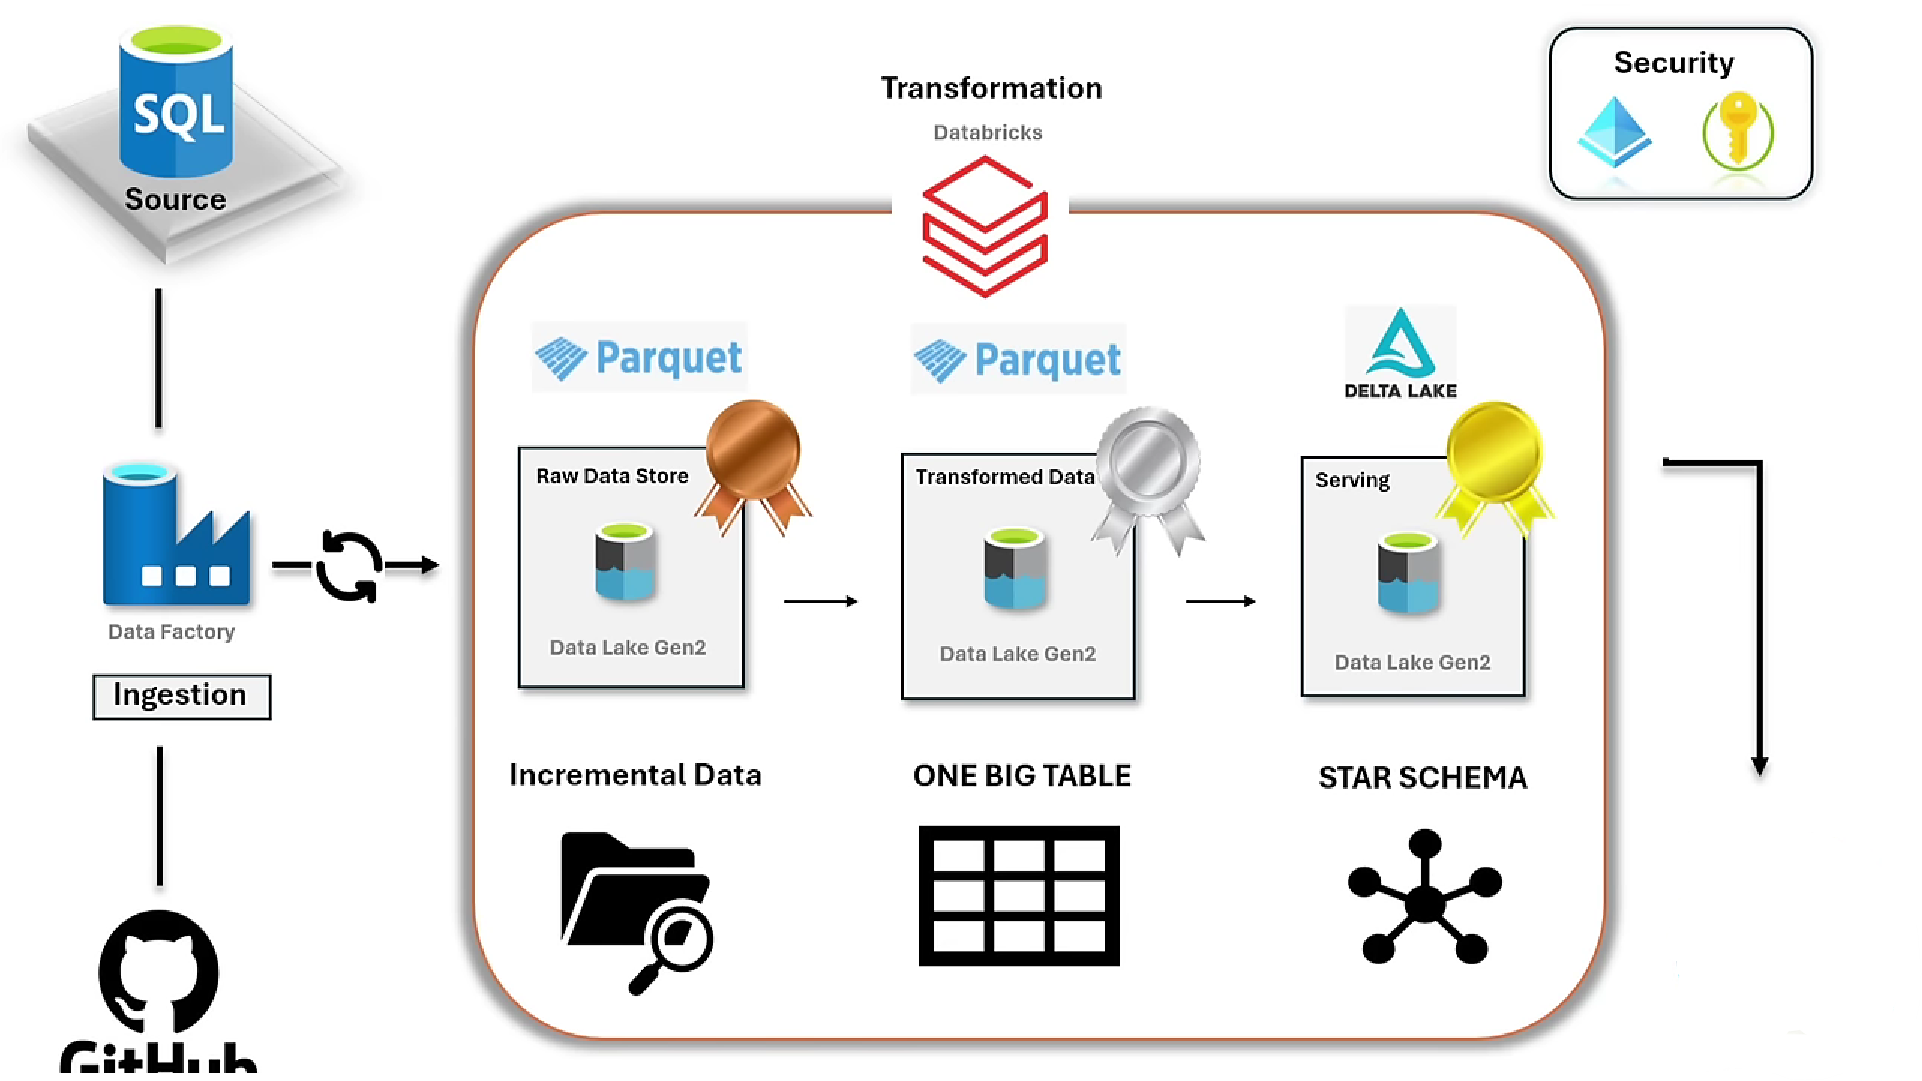 SQL
Source
Data Factory
Ingestion
GitHub
Transformation
Databricks
Parquet
Raw Data Store
Data Lake Gen2
Incremental Data
Parquet
Transformed Data
Data Lake Gen2
ONE BIG TABLE
DELTA LAKE
Serving
Data Lake Gen2
STAR SCHEMA
Security